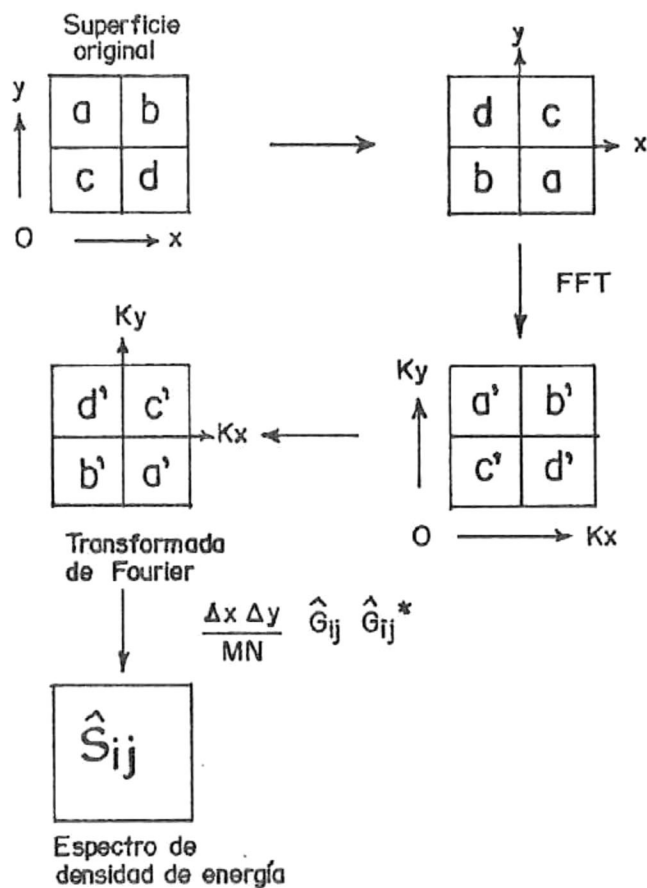 Superficie
original
y
a b
c d
O x
y
d c
x
b a
FFT
Ky
d' c'
Kx
b' a'
Transformada
de Fourier
Ky
a' b'
c' d'
O Kx
Δx Δy
MN
Ĝij Ĝij*
Ŝij
Espectro de
densidad de energía